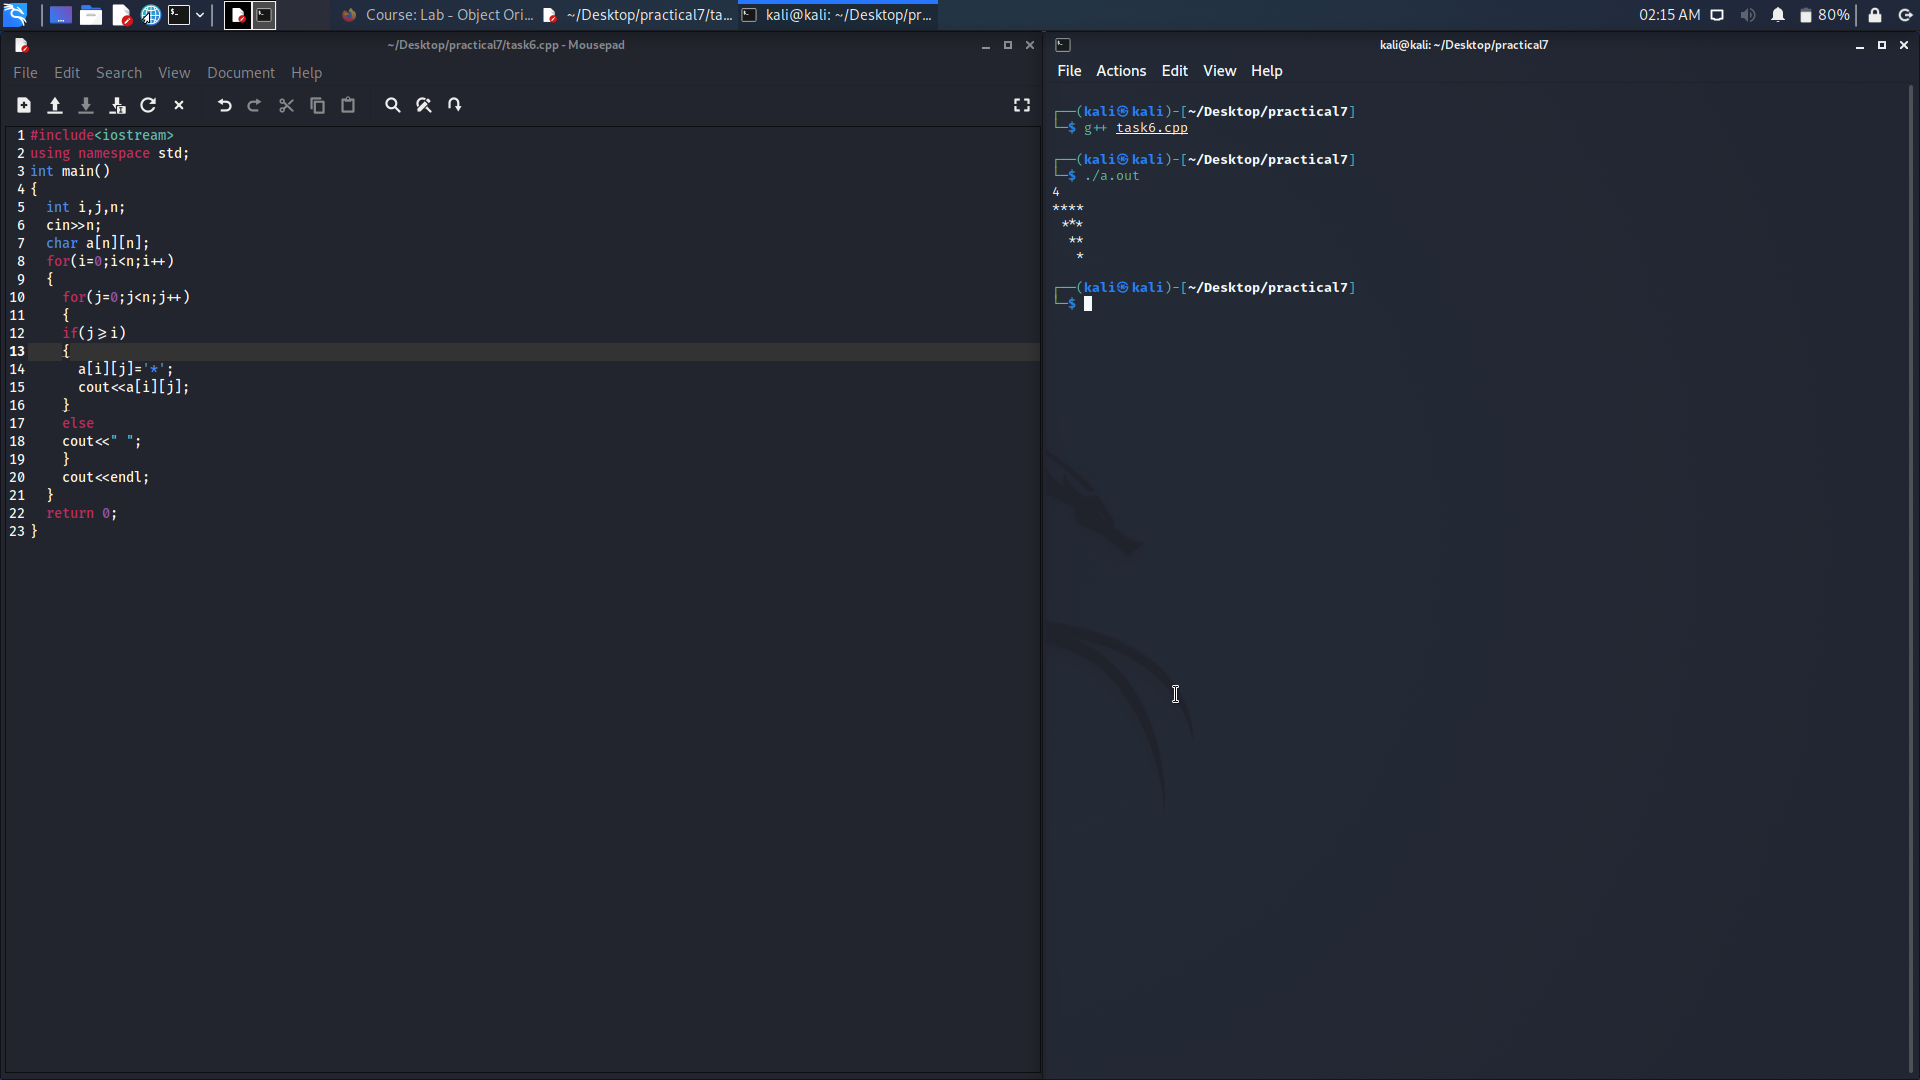 Course: Lab - Object Ori...
~/Desktop/practical7/ta...
kali@kali: ~/Desktop/pr...
02:15 AM
80%
~/Desktop/practical7/task6.cpp - Mousepad
File Edit Search View Document Help
1 #include<iostream>
2 using namespace std;
3 int main()
4 {
5   int i,j,n;
6   cin>>n;
7   char a[n][n];
8   for(i=0;i<n;i++)
9   {
10     for(j=0;j<n;j++)
11     {
12     if(j>=i)
13     {
14       a[i][j]='*';
15       cout<<a[i][j];
16     }
17     else
18     cout<<" ";
19     }
20     cout<<endl;
21   }
22   return 0;
23 }
kali@kali: ~/Desktop/practical7
File Actions Edit View Help
┌──(kali㉿kali)-[~/Desktop/practical7]
└─$ g++ task6.cpp
┌──(kali㉿kali)-[~/Desktop/practical7]
└─$ ./a.out
4
****
 ***
  **
   *
┌──(kali㉿kali)-[~/Desktop/practical7]
└─$